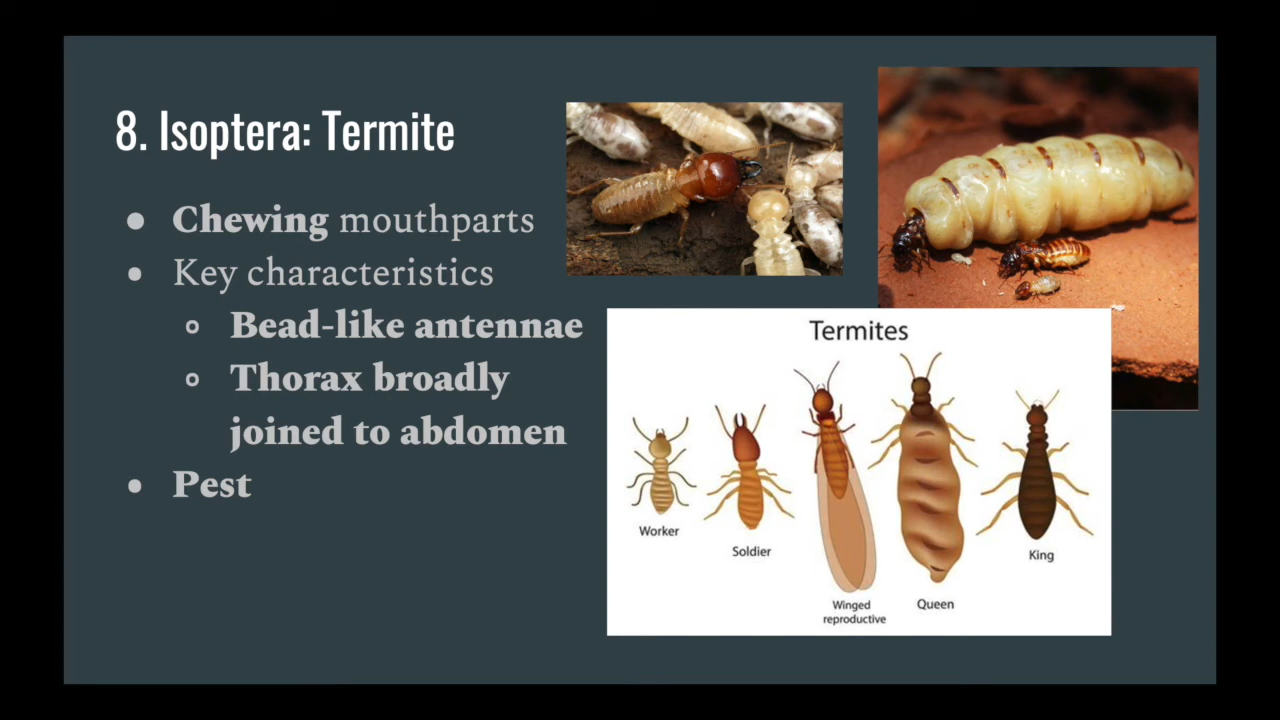 8. Isoptera: Termite
● Chewing mouthparts
● Key characteristics
○ Bead-like antennae
○ Thorax broadly
joined to abdomen
● Pest
Termites
Worker
Soldier
Winged
reproductive
Queen
King